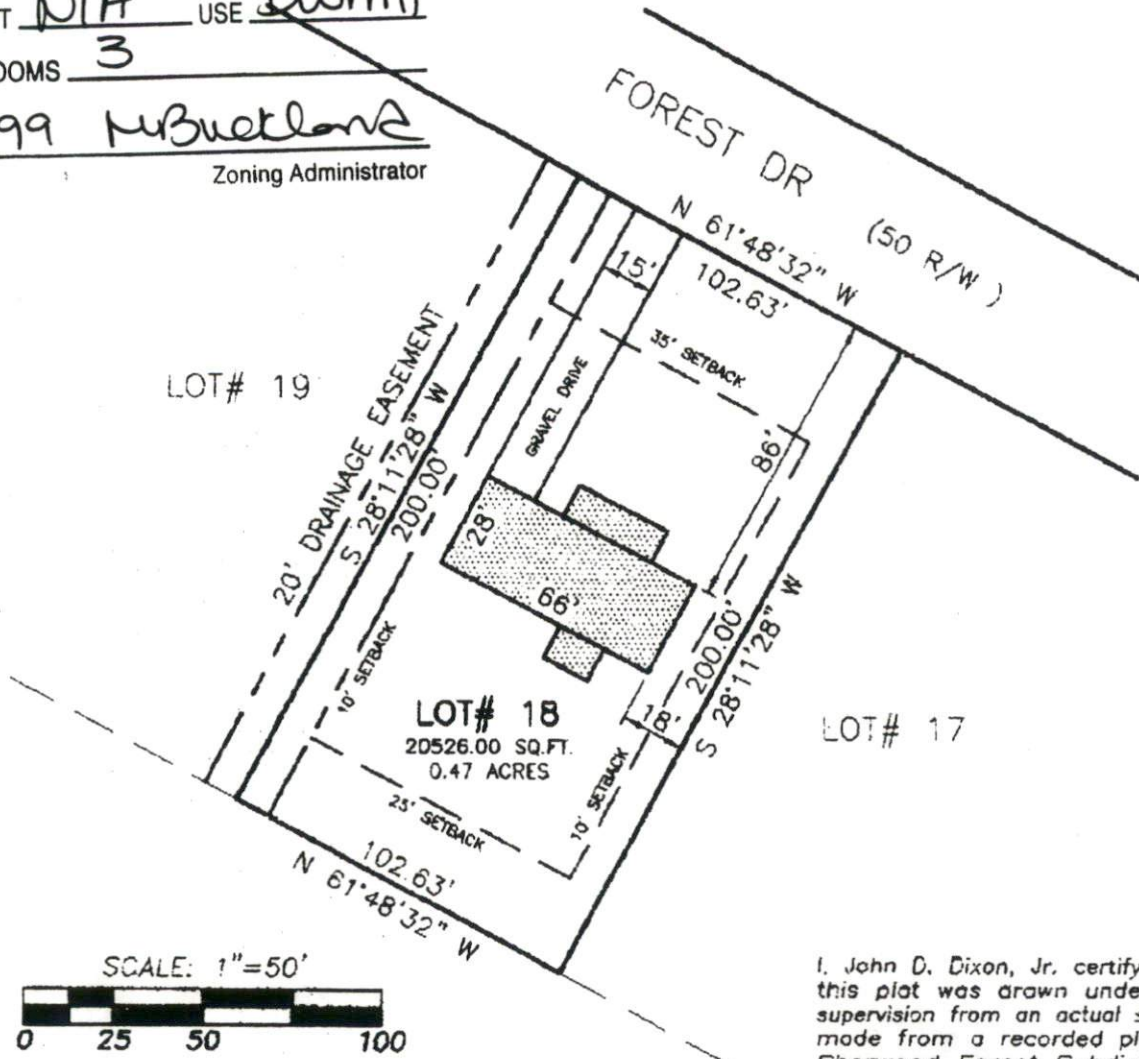 N/A USE
OOMS 3
99 MBuckland
Zoning Administrator
FOREST DR
(50 R/W )
N 61°48'32" W
102.63'
15'
35' SETBACK
GRAVEL DRIVE
LOT# 19
20' DRAINAGE EASEMENT
S 28°11'28" W
200.00'
86'
28'
66'
10' SETBACK
LOT# 18
20526.00 SQ.FT.
0.47 ACRES
18'
200.00'
S 28°11'28" W
LOT# 17
10' SETBACK
25' SETBACK
102.63'
N 61°48'32" W
SCALE: 1"=50'
0 25 50 100
I, John D. Dixon, Jr. certify
this plat was drawn unde
supervision from an actual s
made from a recorded pl